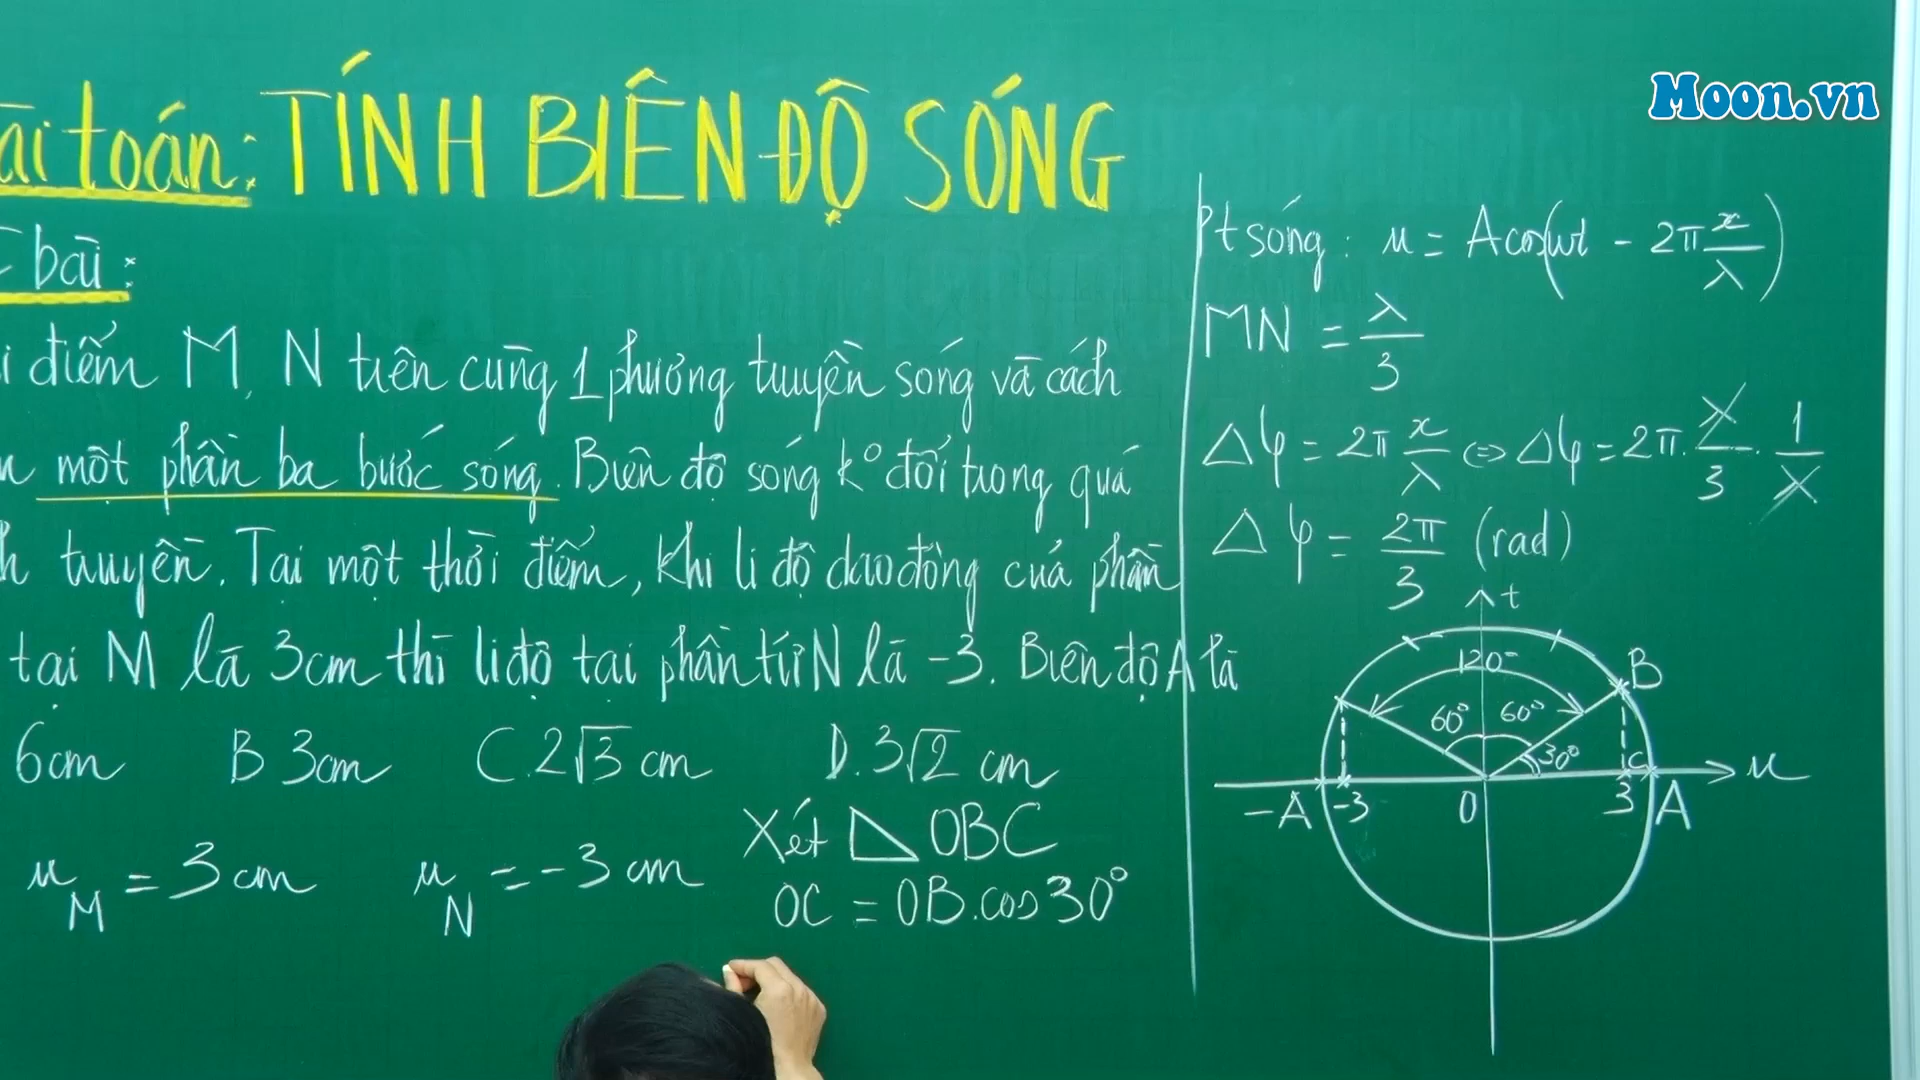 Moon.vn
ài toán: TÍNH BIÊN ĐỘ SÓNG
bài:
i điểm M, N trên cùng 1 phương truyền sóng và cách
một phần ba bước sóng. Biên độ sóng k° đổi trong quá
h truyền. Tại một thời điểm, khi li độ dao động của phần
tại M là 3cm thì li độ tại phần tử N là -3. Biên độ A là
6cm B 3cm C. 2√3 cm D. 3√2 cm
u_M = 3 cm u_N = -3 cm
Xét △ OBC
OC = OB.cos 30°
Pt sóng: u = A cos(ωt - 2π x/λ)
MN = λ/3
Δφ = 2π x/λ ⇔ Δφ = 2π. λ/3 . 1/λ
Δφ = 2π/3 (rad)
t
120°
B
60° 60°
30°
C
u
-A -3 0 3 A